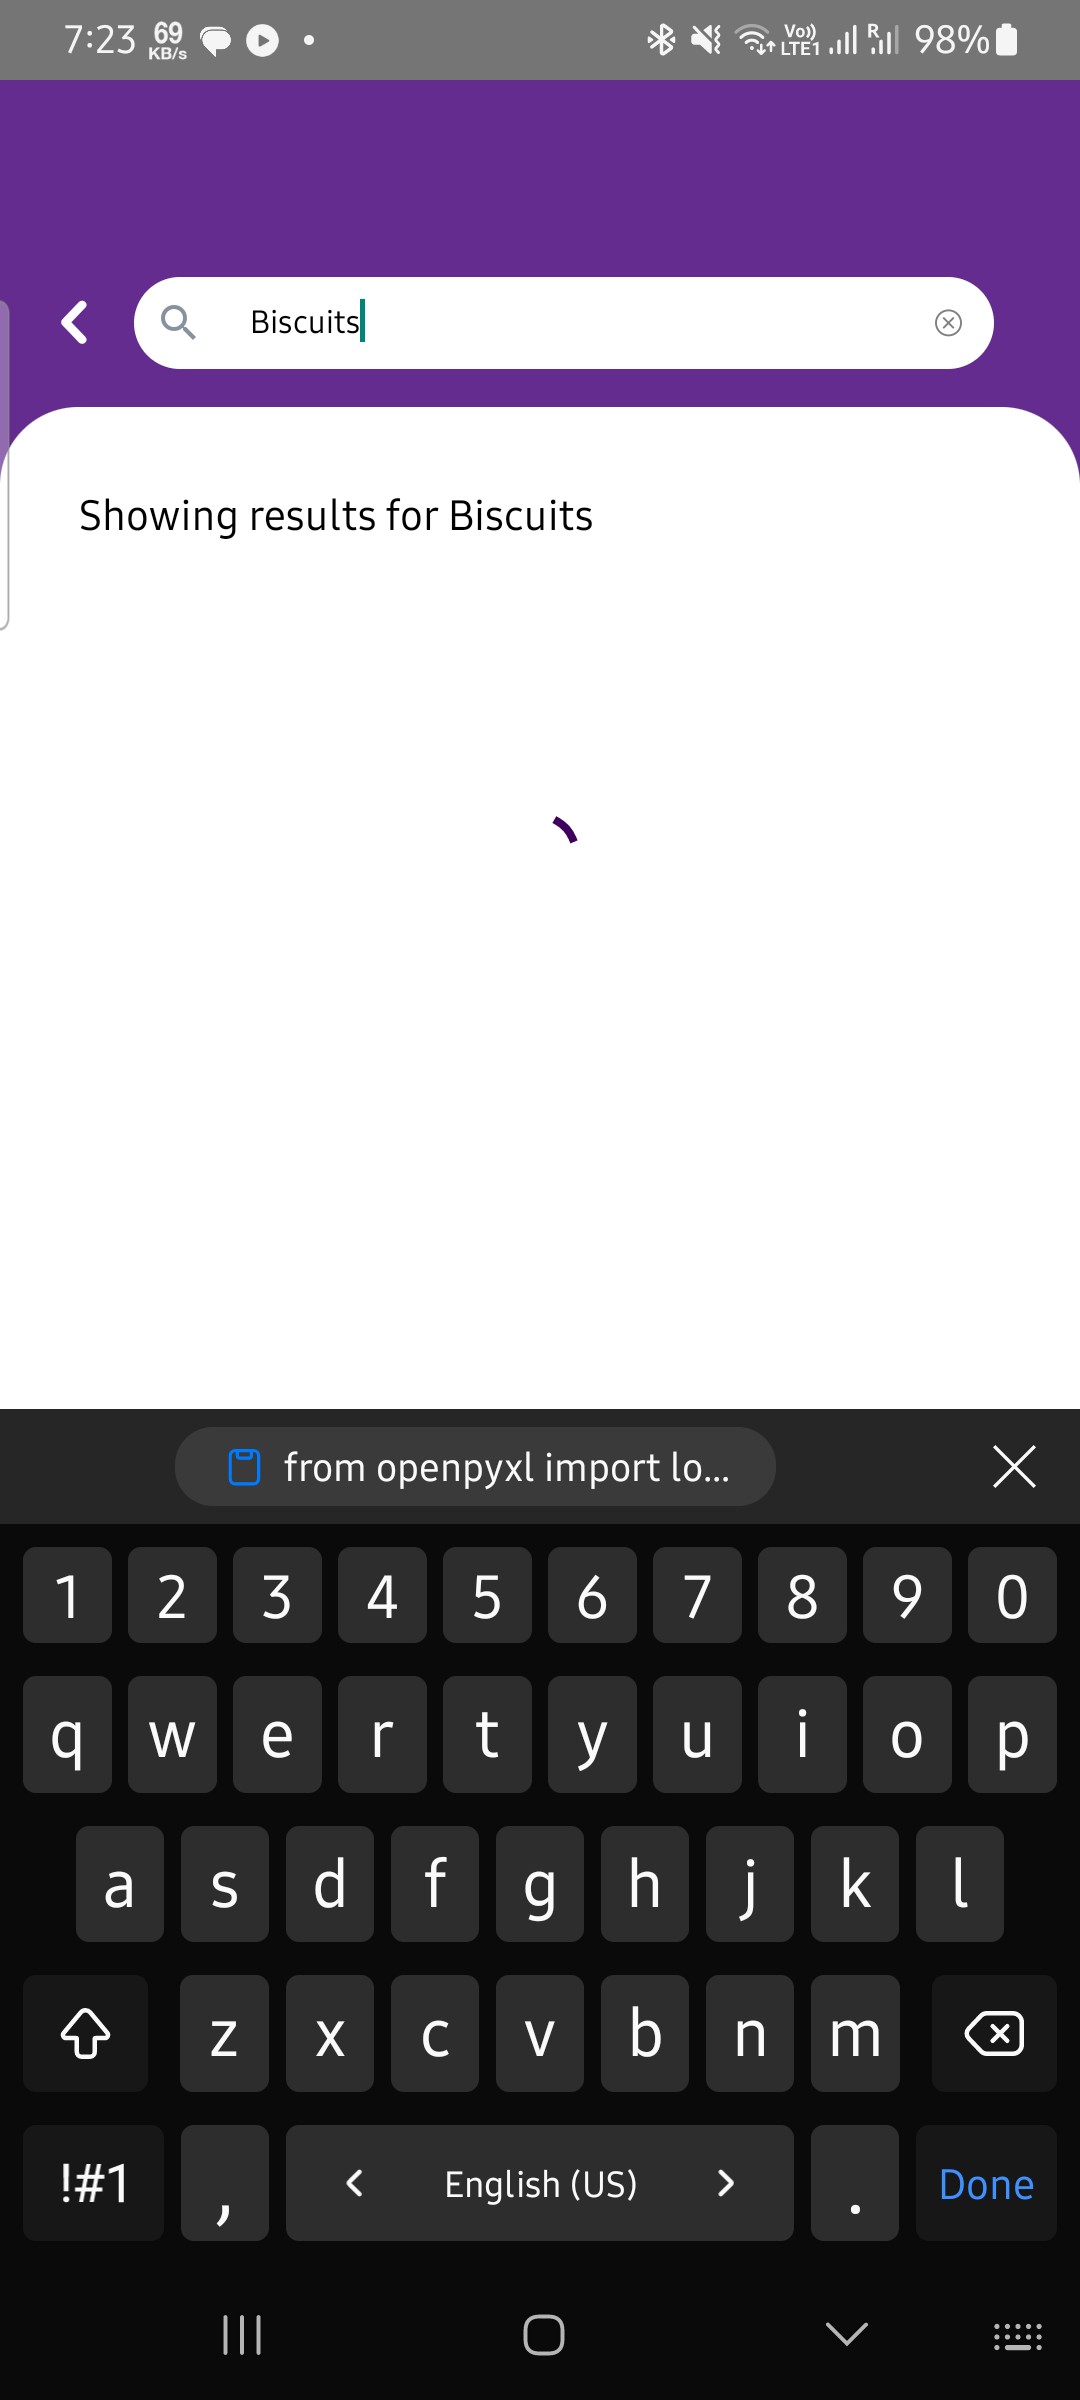 7:23 69 KB/s Vo)) LTE1 R 98%
Biscuits
Showing results for Biscuits
from openpyxl import lo...
1 2 3 4 5 6 7 8 9 0
q w e r t y u i o p
a s d f g h j k l
z x c v b n m
!#1 , English (US) . Done